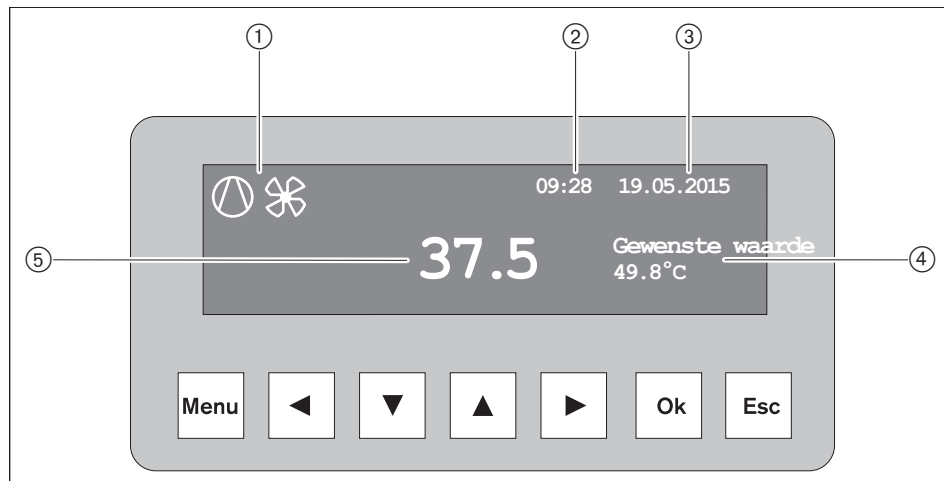 ① ② ③
09:28 19.05.2015
⑤ 37.5 Gewenste waarde ④
49.8°C
Menu ◀ ▼ ▲ ▶ Ok Esc